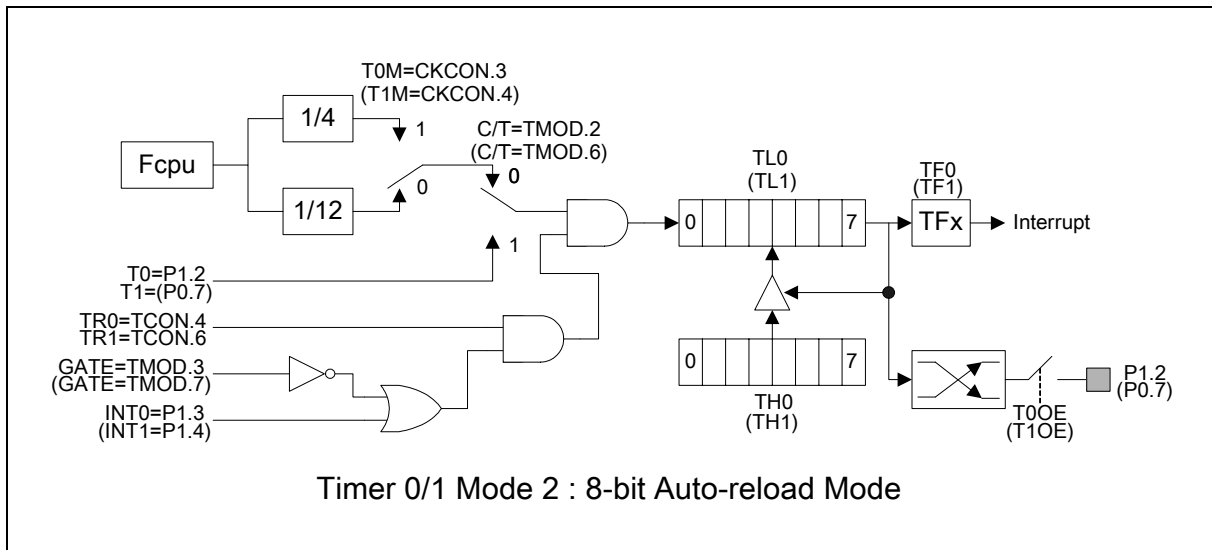 T0M=CKCON.3
(T1M=CKCON.4)
1/4
1
C/T=TMOD.2
(C/T=TMOD.6)
Fcpu
0
0
1/12
1
TL0
(TL1)
0 7
TF0
(TF1)
TFx
Interrupt
T0=P1.2
T1=(P0.7)
TR0=TCON.4
TR1=TCON.6
GATE=TMOD.3
(GATE=TMOD.7)
INT0=P1.3
(INT1=P1.4)
0 7
TH0
(TH1)
P1.2
(P0.7)
T0OE
(T1OE)
Timer 0/1 Mode 2 : 8-bit Auto-reload Mode